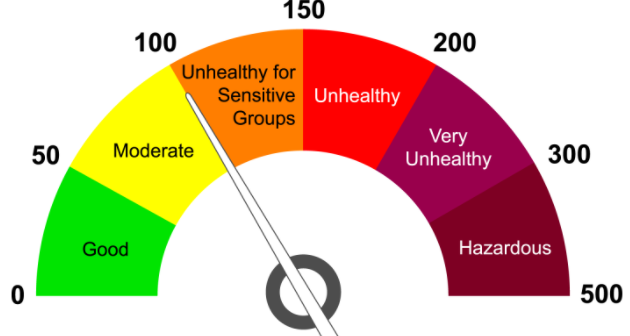 150
100
200
Unhealthy for
Sensitive
Groups
Unhealthy
50
Moderate
Very
Unhealthy
300
Good
Hazardous
0
500